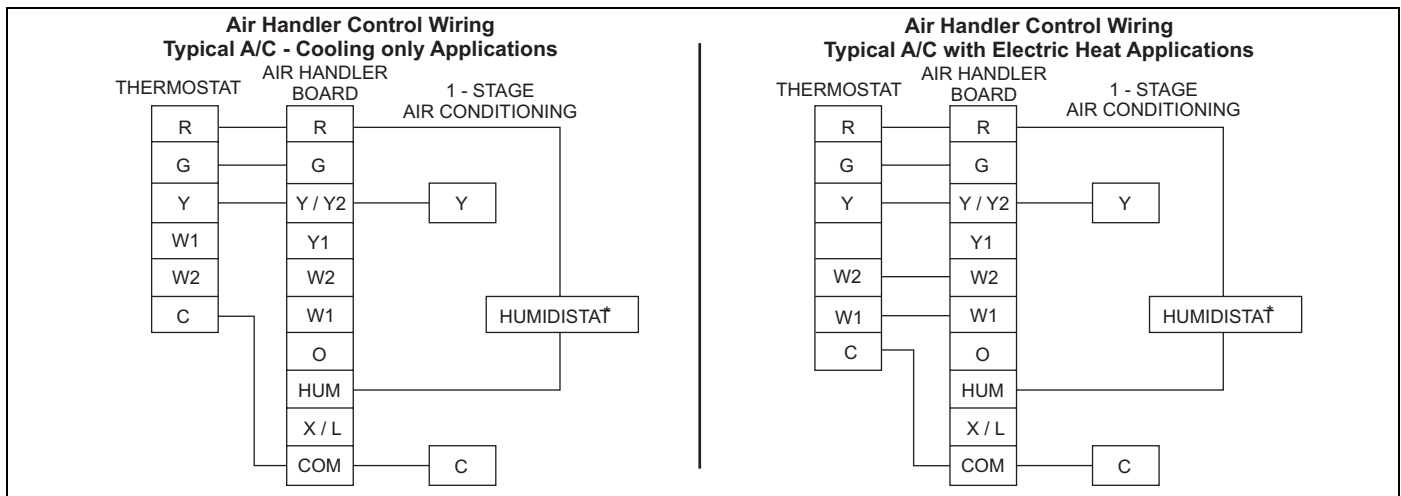 Air Handler Control Wiring
Typical A/C - Cooling only Applications
THERMOSTAT
AIR HANDLER
BOARD
1 - STAGE
AIR CONDITIONING
R
R
G
G
Y
Y / Y2
Y
W1
Y1
W2
W2
C
W1
HUMIDISTAT*
O
HUM
X / L
COM
C
Air Handler Control Wiring
Typical A/C with Electric Heat Applications
THERMOSTAT
AIR HANDLER
BOARD
1 - STAGE
AIR CONDITIONING
R
R
G
G
Y
Y / Y2
Y
Y1
W2
W2
W1
W1
HUMIDISTAT*
C
O
HUM
X / L
COM
C